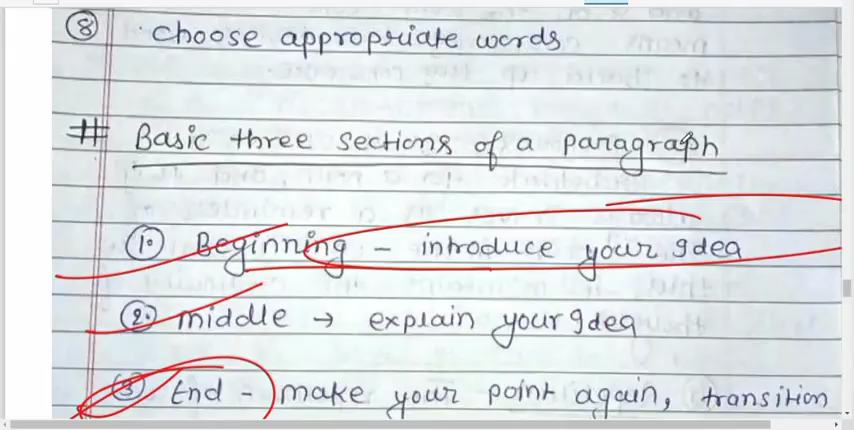 ⑧ choose appropriate words
# Basic three sections of a paragraph
①. Beginning - introduce your Idea
②. middle → explain your Idea
③ End - make your point again, transition